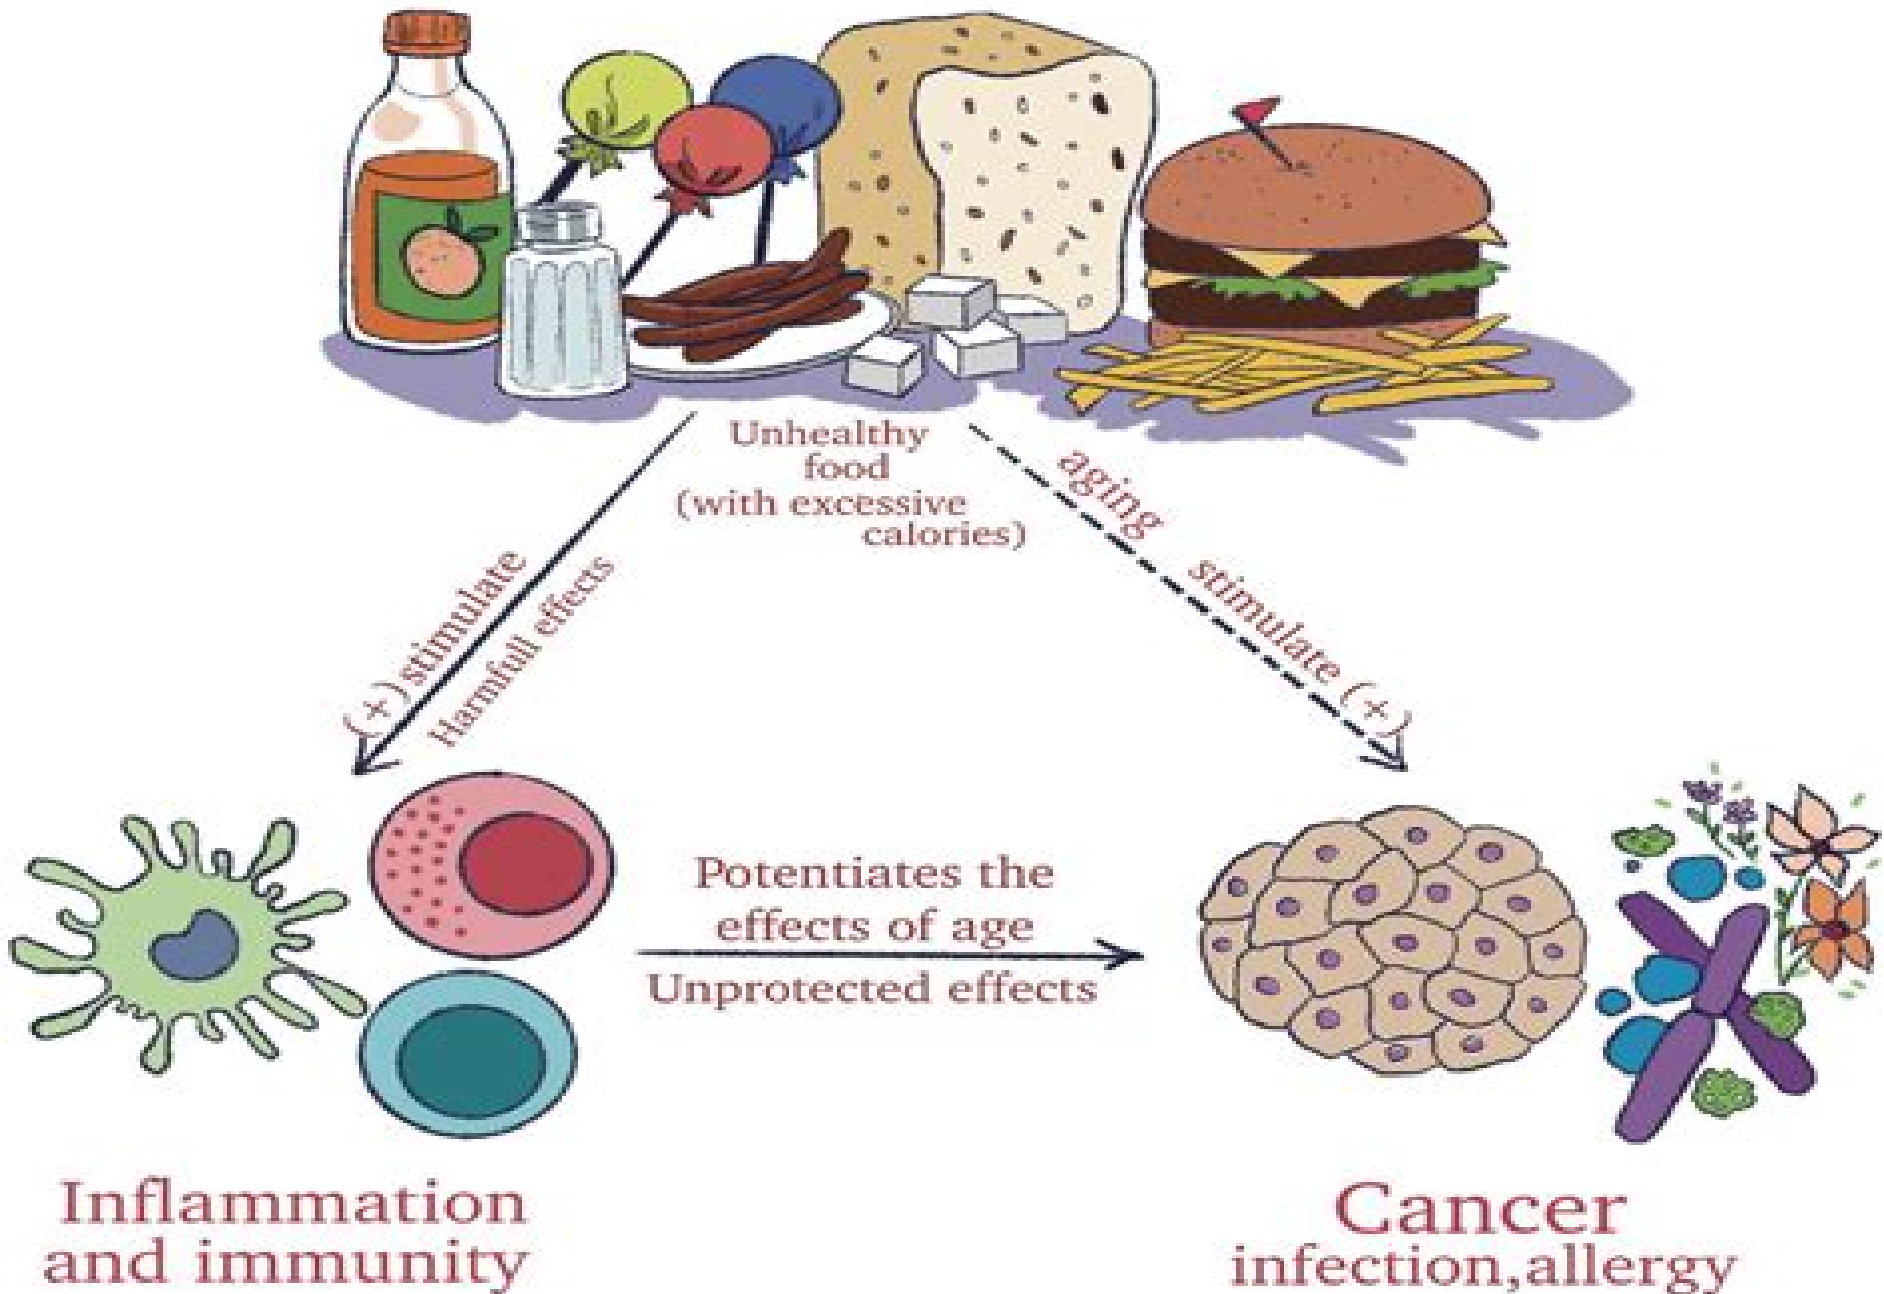 Unhealthy
food
(with excessive
calories)
(+) stimulate
Harmfull effects
aging stimulate (+)
Potentiates the
effects of age
Unprotected effects
Inflammation
and immunity
Cancer
infection,allergy